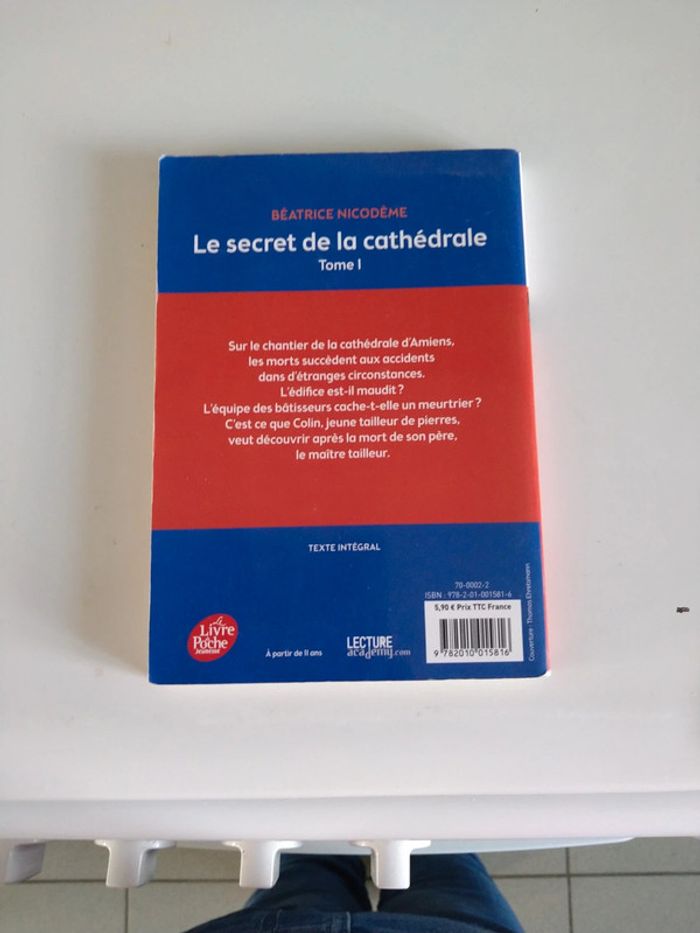 BÉATRICE NICODÈME
Le secret de la cathédrale
Tome 1
Sur le chantier de la cathédrale d'Amiens,
les morts succèdent aux accidents
dans d'étranges circonstances.
L'édifice est-il maudit ?
L'équipe des bâtisseurs cache-t-elle un meurtrier ?
C'est ce que Colin, jeune tailleur de pierres,
veut découvrir après la mort de son père,
le maître tailleur.
TEXTE INTÉGRAL
70-0002-2
ISBN : 978-2-01-001581-6
5,90 € Prix TTC France
9 782010 015816
Le
Livre
de
Poche
Jeunesse
À partir de 11 ans
LECTURE
academy.com
Couverture : Thomas Ehretsmann